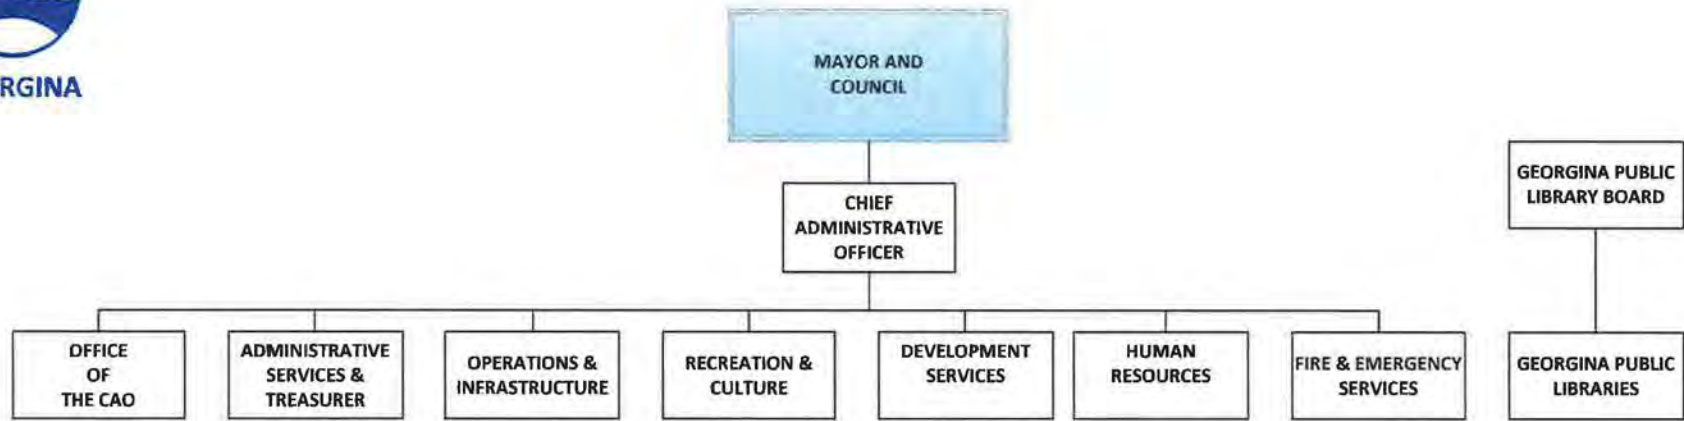 RGINA
MAYOR AND
COUNCIL
CHIEF
ADMINISTRATIVE
OFFICER
GEORGINA PUBLIC
LIBRARY BOARD
OFFICE
OF
THE CAO
ADMINISTRATIVE
SERVICES &
TREASURER
OPERATIONS &
INFRASTRUCTURE
RECREATION &
CULTURE
DEVELOPMENT
SERVICES
HUMAN
RESOURCES
FIRE & EMERGENCY
SERVICES
GEORGINA PUBLIC
LIBRARIES